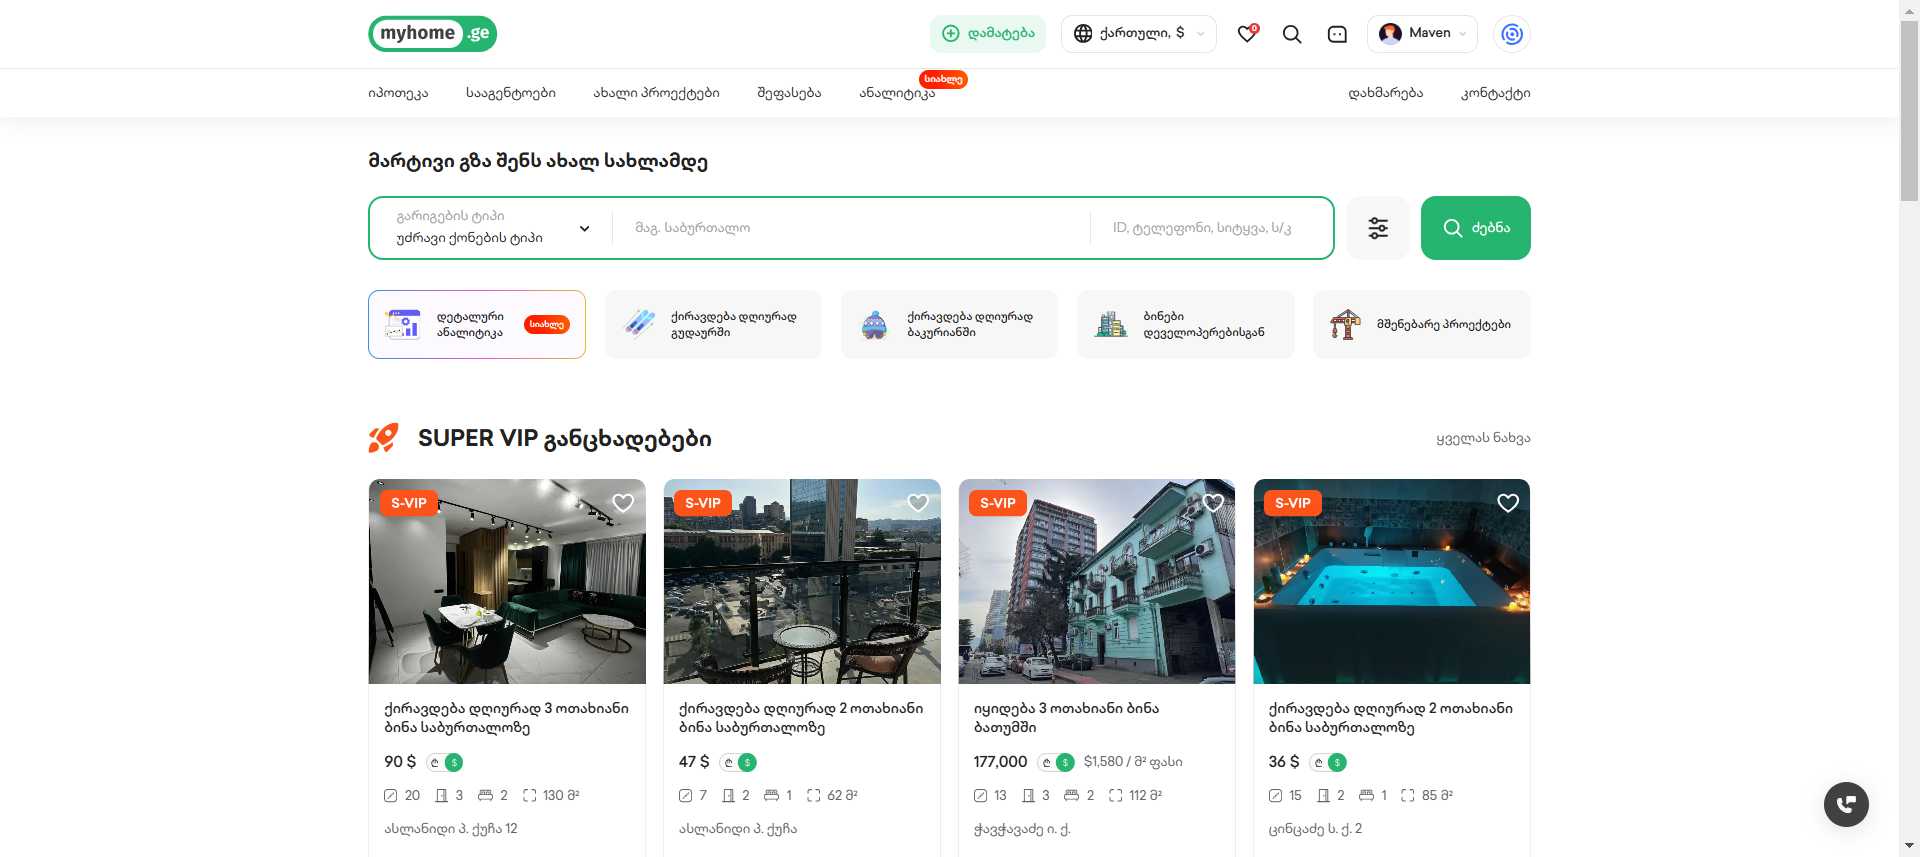 myhome.ge
დამატება
ქართული, $
0
Maven
იპოთეკა
სააგენტოები
ახალი პროექტები
შეფასება
ანალიტიკა
სიახლე
დახმარება
კონტაქტი
მარტივი გზა შენს ახალ სახლამდე
გარიგების ტიპი
უძრავი ქონების ტიპი
მაგ. საბურთალო
ID, ტელეფონი, სიტყვა, ს/კ
ძებნა
დეტალური
ანალიტიკა
სიახლე
ქირავდება დღიურად
გუდაურში
ქირავდება დღიურად
ბაკურიანში
ბინები
დეველოპერებისგან
მშენებარე პროექტები
SUPER VIP განცხადებები
ყველას ნახვა
S-VIP
S-VIP
S-VIP
S-VIP
ქირავდება დღიურად 3 ოთახიანი
ბინა საბურთალოზე
90 $ ₾ $
20 3 2 130 მ²
ასლანიდი პ. ქუჩა 12
ქირავდება დღიურად 2 ოთახიანი
ბინა საბურთალოზე
47 $ ₾ $
7 2 1 62 მ²
ასლანიდი პ. ქუჩა
იყიდება 3 ოთახიანი ბინა
ბათუმში
177,000 ₾ $ $1,580 / მ² ფასი
13 3 2 112 მ²
ჭავჭავაძე ი. ქ.
ქირავდება დღიურად 2 ოთახიანი
ბინა საბურთალოზე
36 $ ₾ $
15 2 1 85 მ²
ცინცაძე ს. ქ. 2